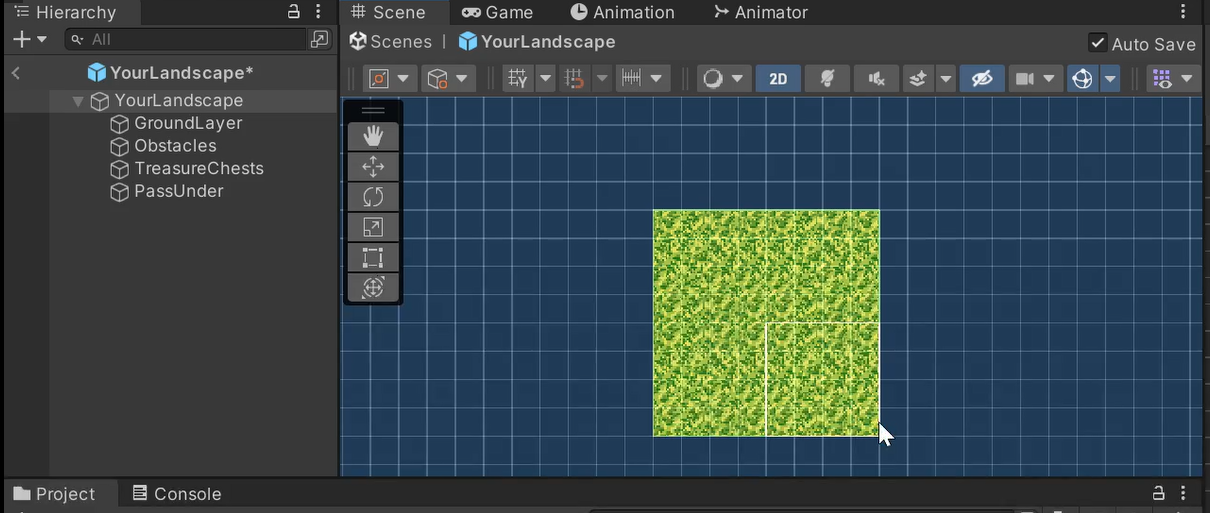 Hierarchy
All
YourLandscape*
YourLandscape
GroundLayer
Obstacles
TreasureChests
PassUnder
Scene Game Animation Animator
Scenes | YourLandscape Auto Save
2D
Project Console